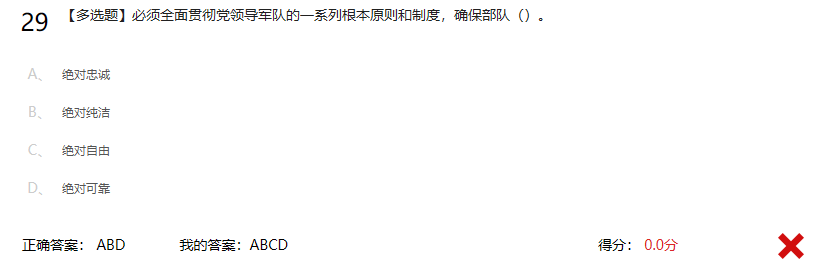 29 【多选题】必须全面贯彻党领导军队的一系列根本原则和制度，确保部队（）。
A、 绝对忠诚
B、 绝对纯洁
C、 绝对自由
D、 绝对可靠
正确答案： ABD 我的答案：ABCD 得分： 0.0分